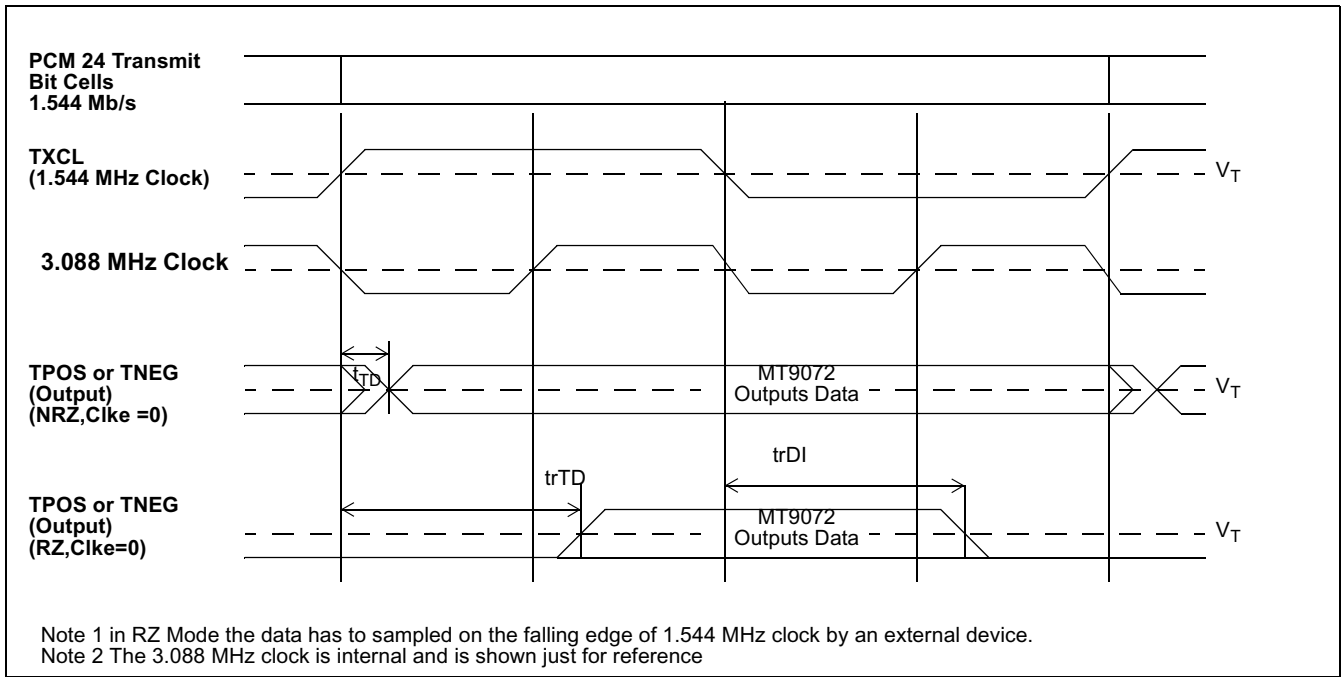 PCM 24 Transmit
Bit Cells
1.544 Mb/s
TXCL
(1.544 MHz Clock)
VT
3.088 MHz Clock
TPOS or TNEG
(Output)
(NRZ,Clke =0)
tTD
MT9072
Outputs Data
VT
trDI
trTD
TPOS or TNEG
(Output)
(RZ,Clke=0)
MT9072
Outputs Data
VT
Note 1 in RZ Mode the data has to sampled on the falling edge of 1.544 MHz clock by an external device.
Note 2 The 3.088 MHz clock is internal and is shown just for reference